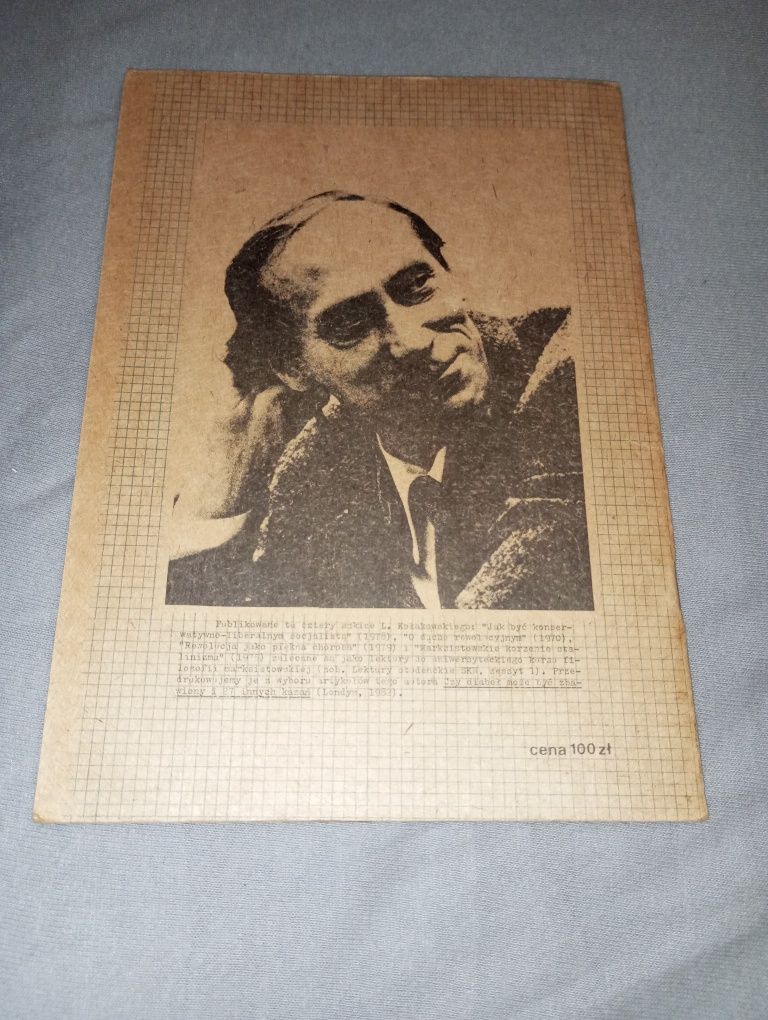 Publikowane tu cztery szkice L. Kołakowskiego: "Jak być konser-
watywno-liberalnym socjalistą" (1978), "O duchu rewolucyjnym" (1970),
"Rewolucja jako piękna choroba" (1979) i "Marksistowskie korzenie sta-
linizmu" (1975) zalecane są jako lektury do uniwersyteckiego kursu fi-
lozofii marksistowskiej (zob. Lektury studenckie SKN, zeszyt 1). Prze-
drukowujemy je z wyboru artykułów tego autora Czy diabeł może być zba-
wiony i 27 innych kazań (Londyn, 1982).
cena 100 zł